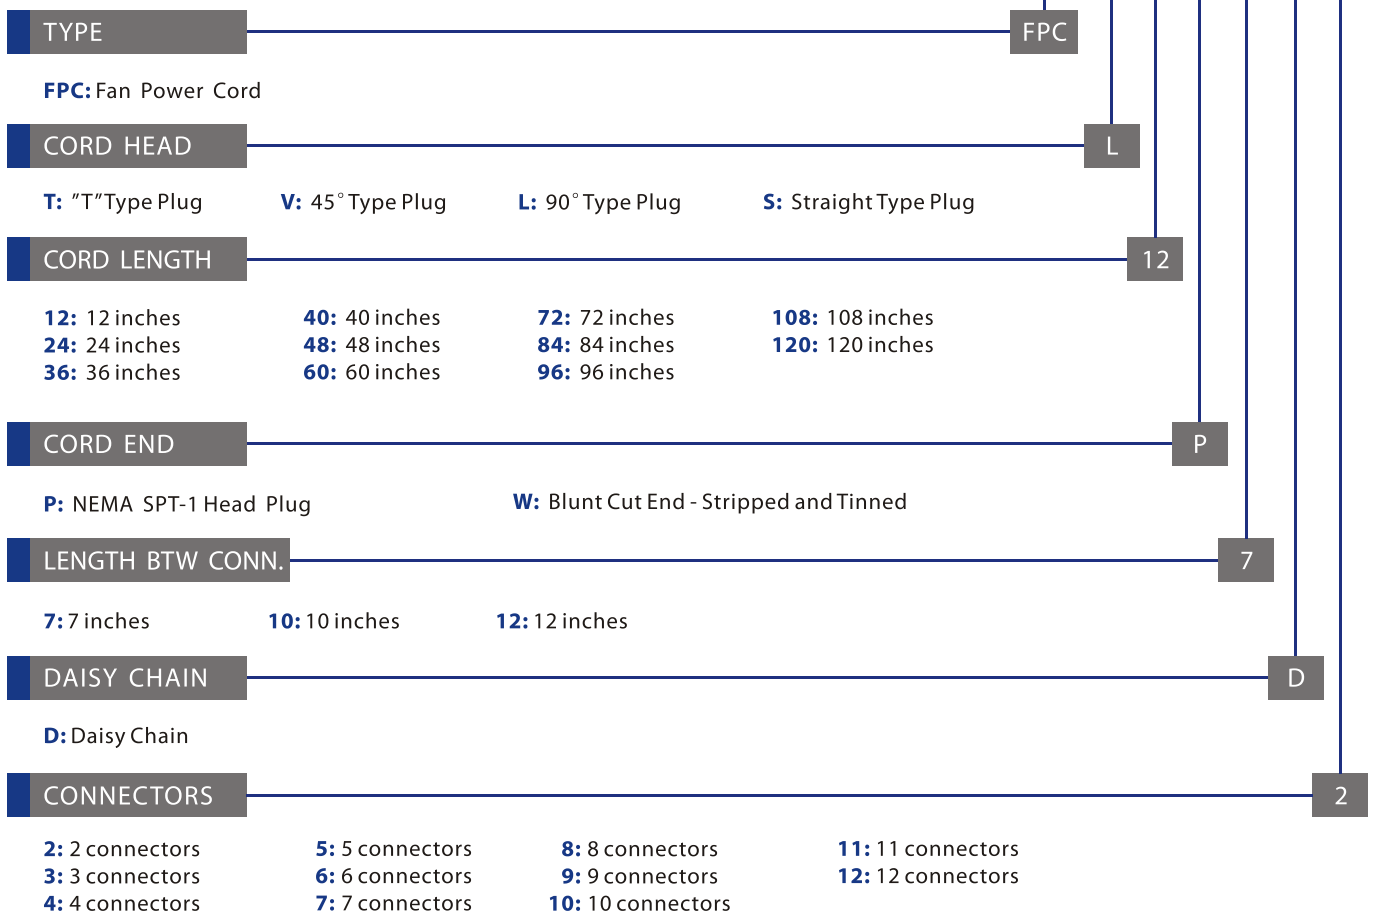 TYPE FPC
FPC: Fan Power Cord
CORD HEAD L
T: "T" Type Plug V: 45° Type Plug L: 90° Type Plug S: Straight Type Plug
CORD LENGTH 12
12: 12 inches 40: 40 inches 72: 72 inches 108: 108 inches
24: 24 inches 48: 48 inches 84: 84 inches 120: 120 inches
36: 36 inches 60: 60 inches 96: 96 inches
CORD END P
P: NEMA SPT-1 Head Plug W: Blunt Cut End - Stripped and Tinned
LENGTH BTW CONN. 7
7: 7 inches 10: 10 inches 12: 12 inches
DAISY CHAIN D
D: Daisy Chain
CONNECTORS 2
2: 2 connectors 5: 5 connectors 8: 8 connectors 11: 11 connectors
3: 3 connectors 6: 6 connectors 9: 9 connectors 12: 12 connectors
4: 4 connectors 7: 7 connectors 10: 10 connectors